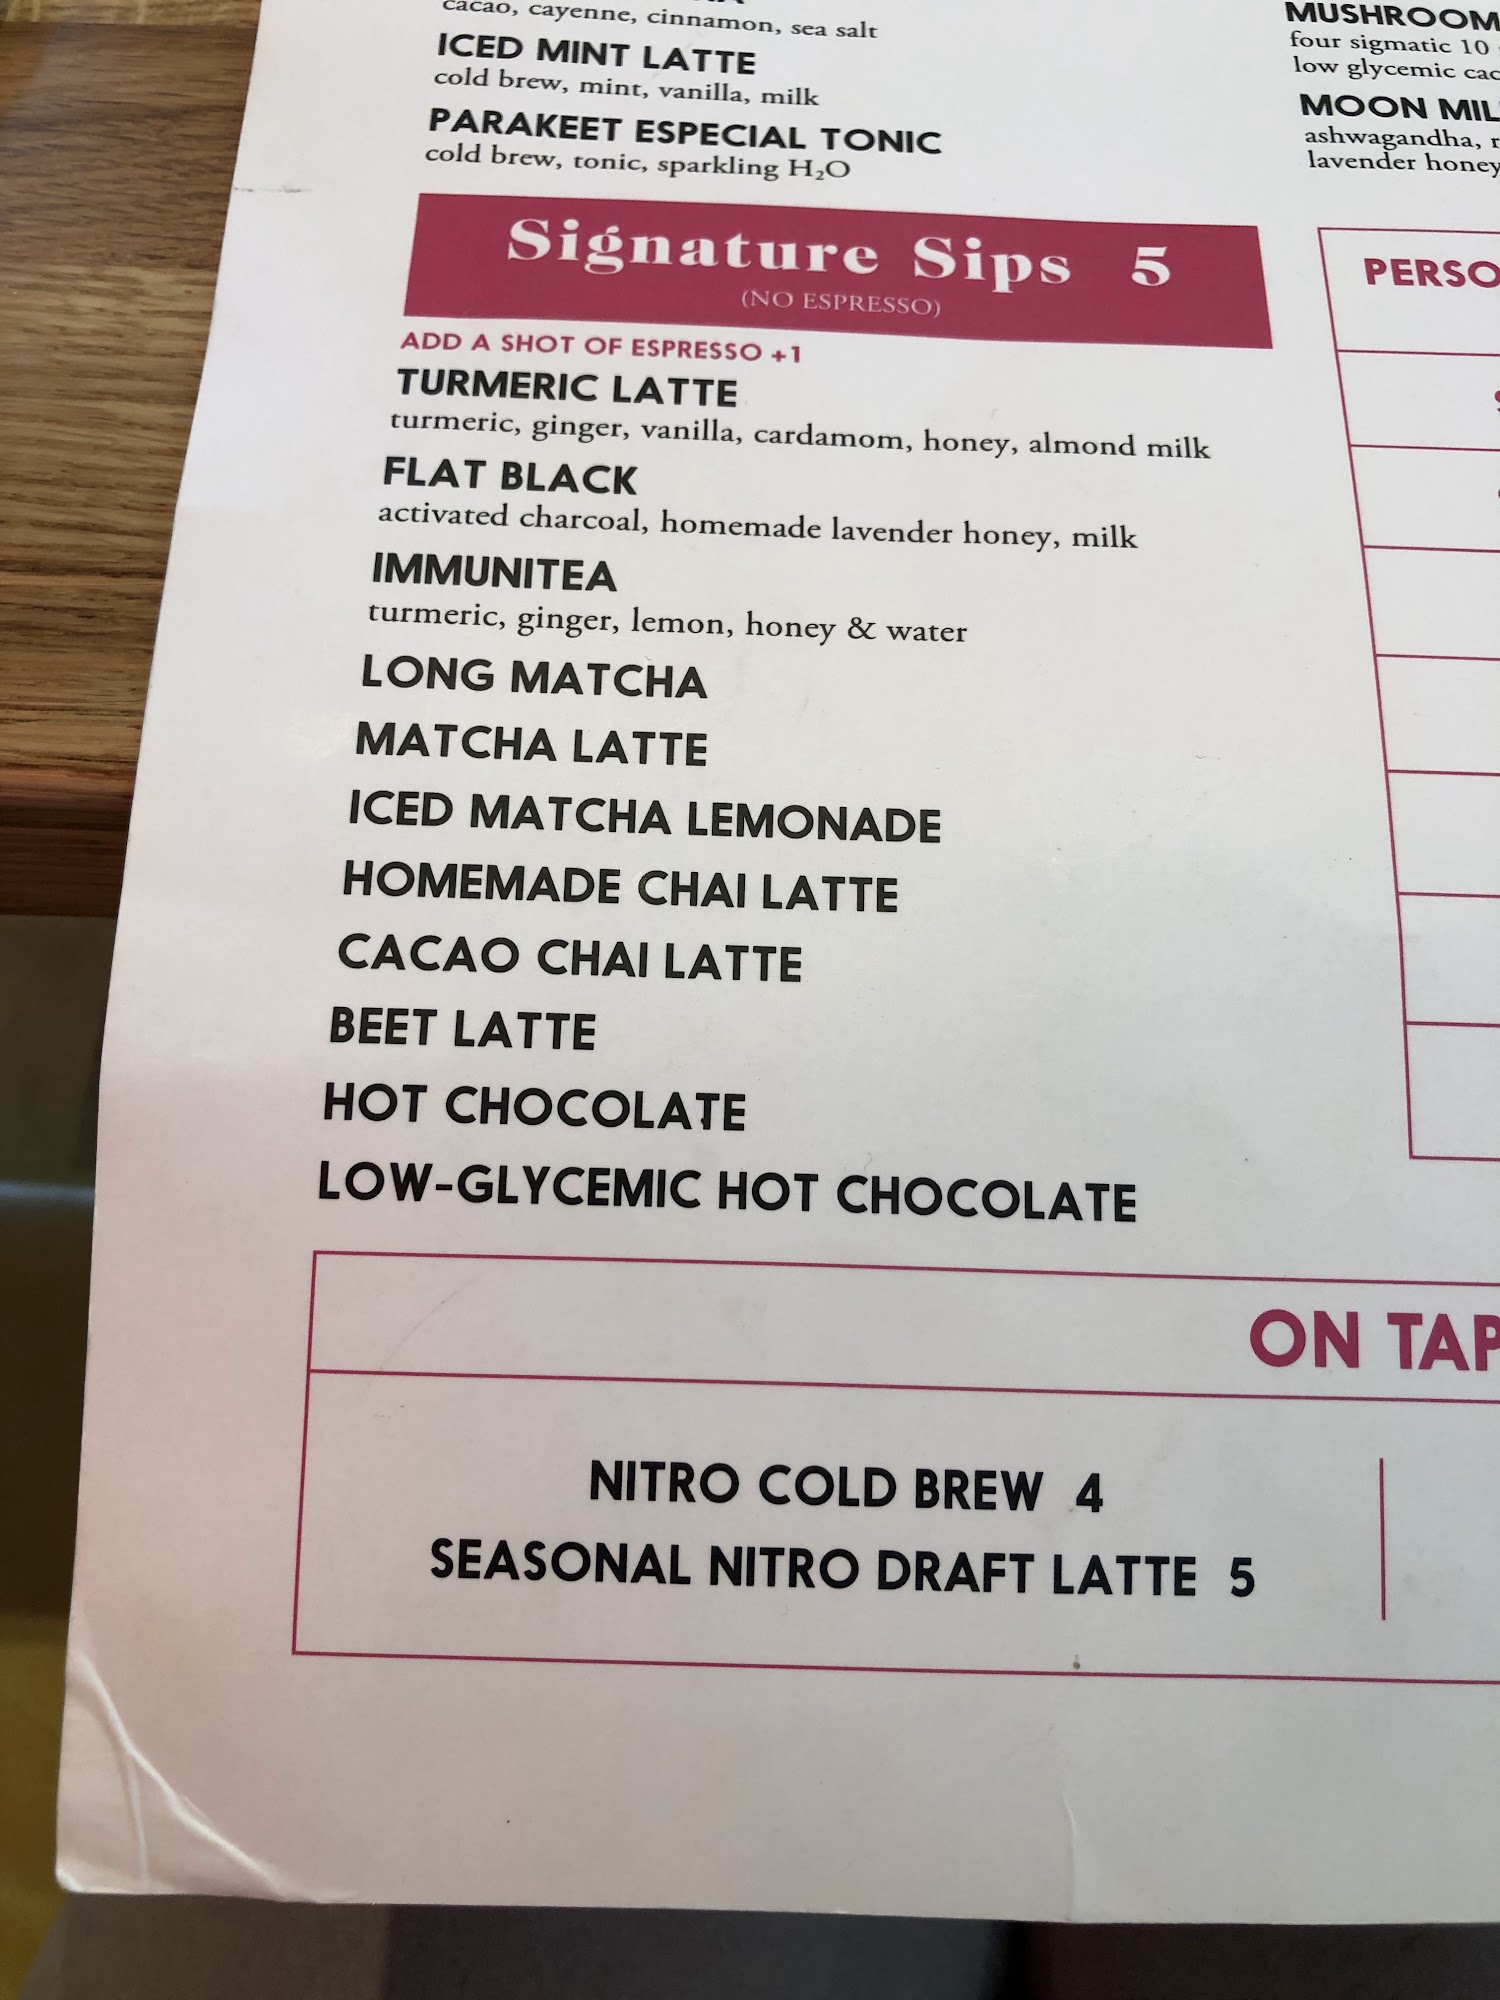 cacao, cayenne, cinnamon, sea salt
ICED MINT LATTE
cold brew, mint, vanilla, milk
PARAKEET ESPECIAL TONIC
cold brew, tonic, sparkling H₂O
Signature Sips 5
(NO ESPRESSO)
ADD A SHOT OF ESPRESSO +1
TURMERIC LATTE
turmeric, ginger, vanilla, cardamom, honey, almond milk
FLAT BLACK
activated charcoal, homemade lavender honey, milk
IMMUNITEA
turmeric, ginger, lemon, honey & water
LONG MATCHA
MATCHA LATTE
ICED MATCHA LEMONADE
HOMEMADE CHAI LATTE
CACAO CHAI LATTE
BEET LATTE
HOT CHOCOLATE
LOW-GLYCEMIC HOT CHOCOLATE
MUSHROOM
four sigmatic 10
low glycemic
MOON
ashwagandha,
lavender honey
ON TAP
NITRO COLD BREW 4
SEASONAL NITRO DRAFT LATTE 5